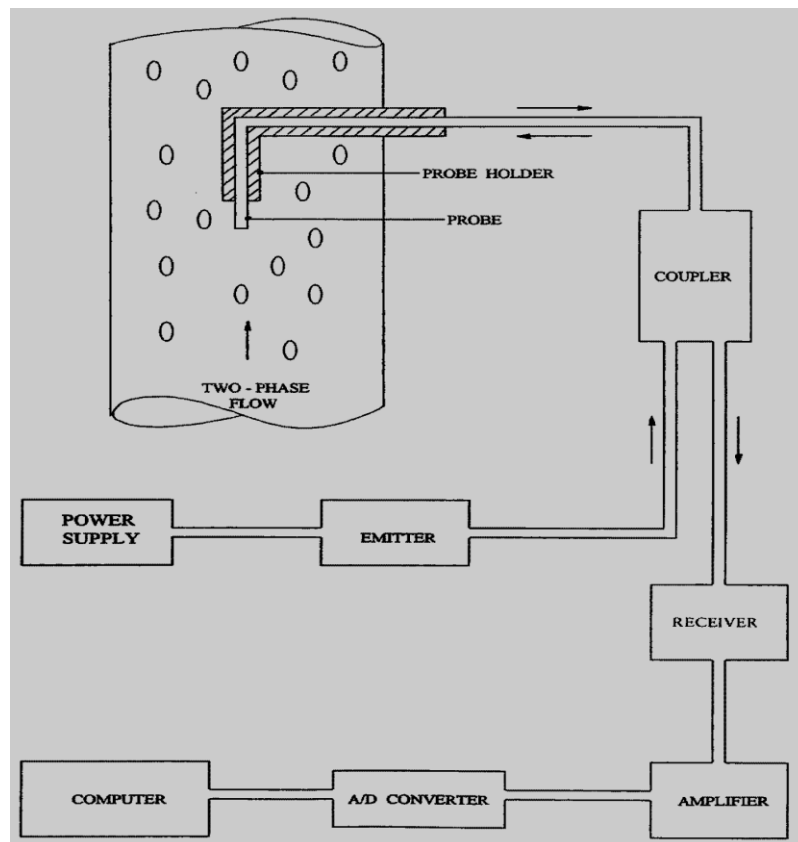 PROBE HOLDER
PROBE
COUPLER
TWO - PHASE
FLOW
POWER
SUPPLY
EMITTER
RECEIVER
COMPUTER
A/D CONVERTER
AMPLIFIER